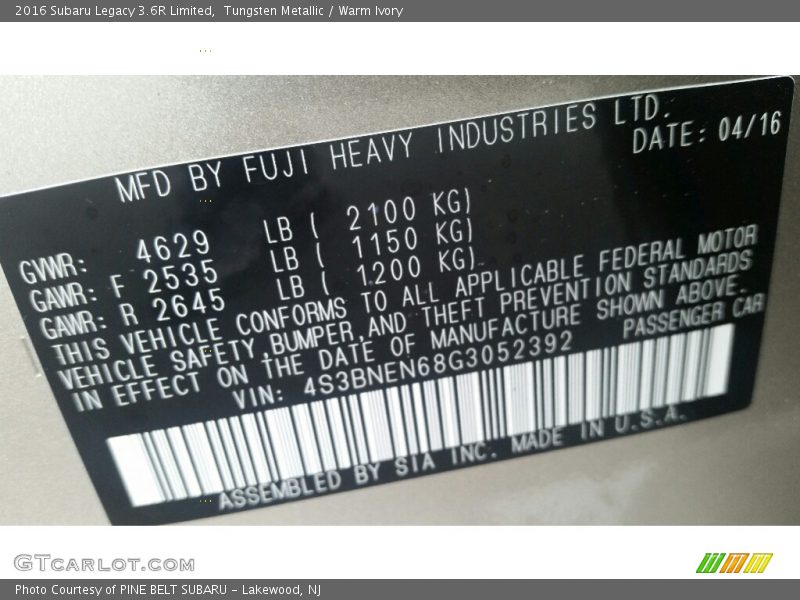 2016 Subaru Legacy 3.6R Limited, Tungsten Metallic / Warm Ivory
MFD BY FUJI HEAVY INDUSTRIES LTD.
DATE: 04/16
GVWR: 4629 LB ( 2100 KG)
GAWR: F 2535 LB ( 1150 KG)
GAWR: R 2645 LB ( 1200 KG)
THIS VEHICLE CONFORMS TO ALL APPLICABLE FEDERAL MOTOR
VEHICLE SAFETY,BUMPER,AND THEFT PREVENTION STANDARDS
IN EFFECT ON THE DATE OF MANUFACTURE SHOWN ABOVE.
VIN: 4S3BNEN68G3052392 PASSENGER CAR
ASSEMBLED BY SIA INC. MADE IN U.S.A.
GTCARLOT.COM
Photo Courtesy of PINE BELT SUBARU - Lakewood, NJ